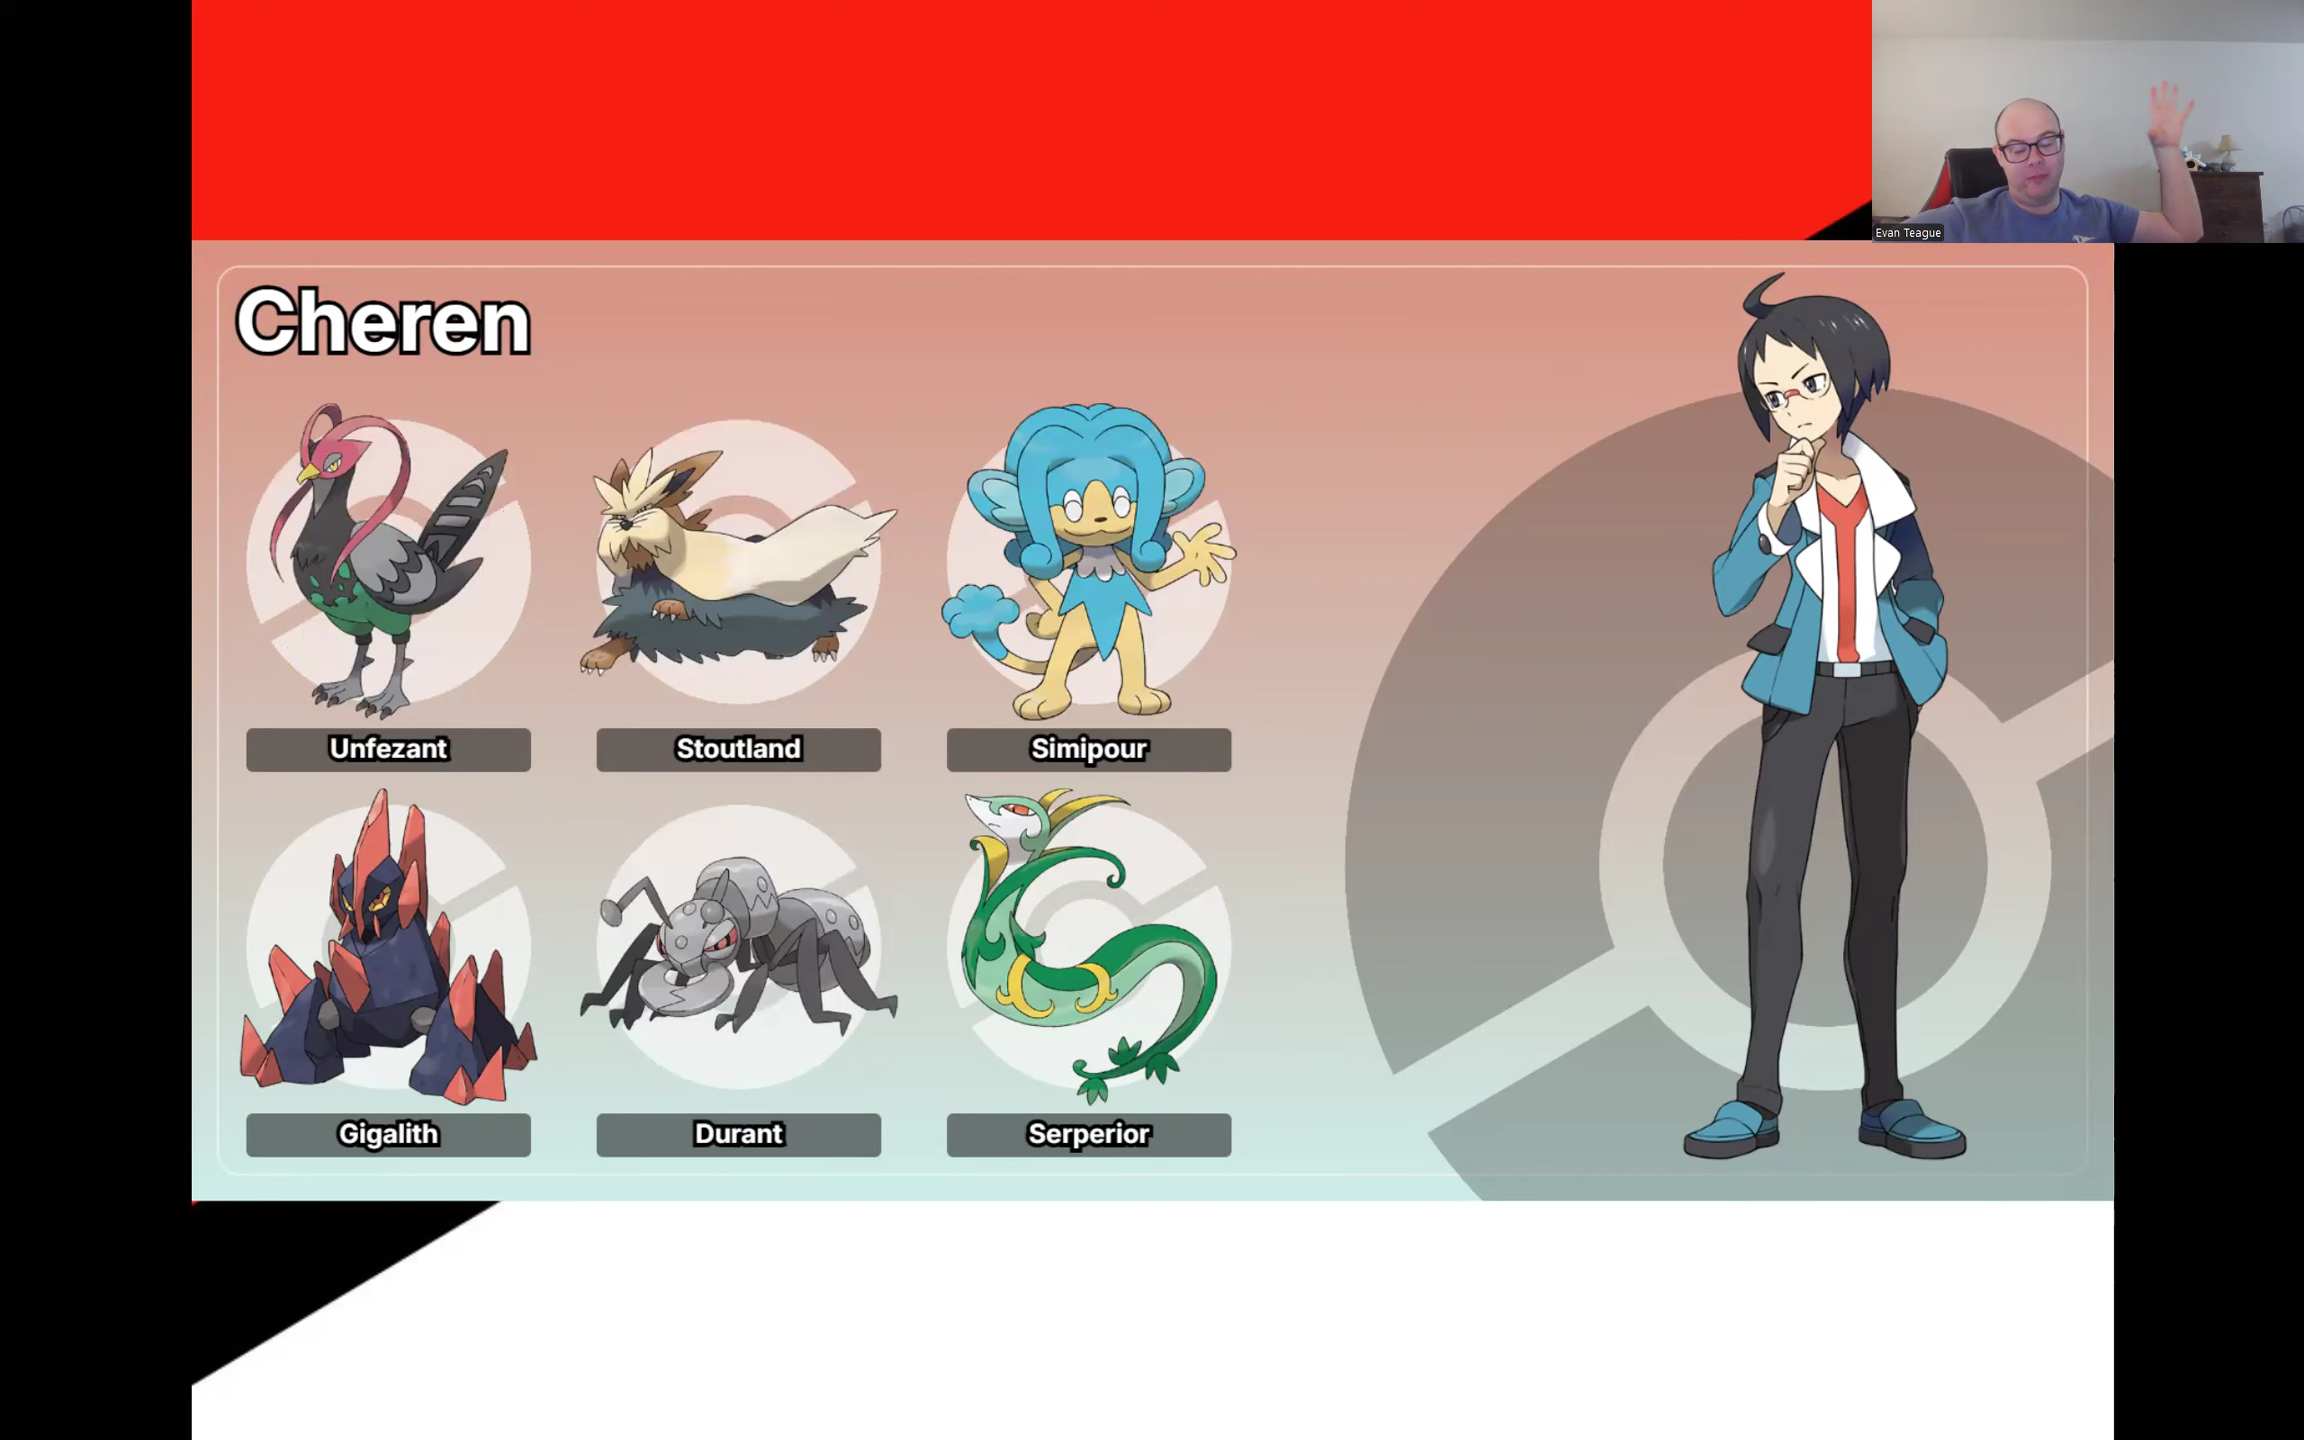 Evan Teague
Cheren
Unfezant
Stoutland
Simipour
Gigalith
Durant
Serperior